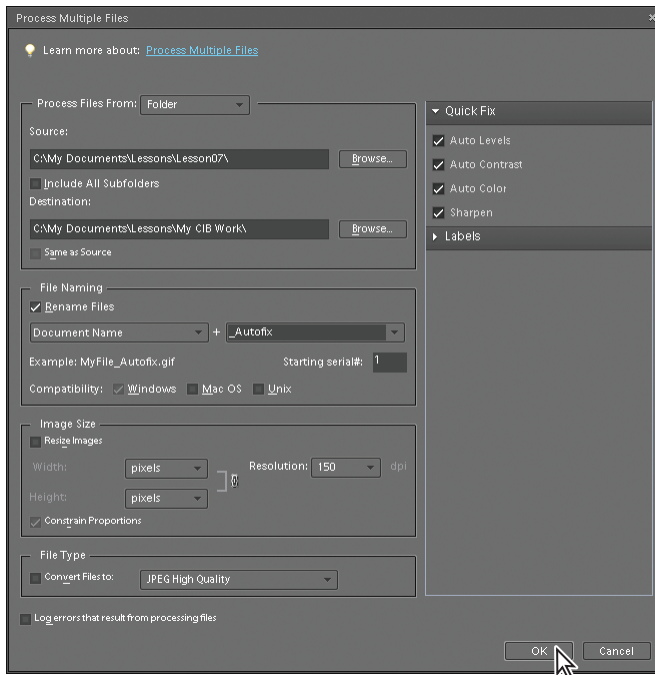 Process Multiple Files
Learn more about: Process Multiple Files
Process Files From: Folder
Source:
C:\My Documents\Lessons\Lesson07\ Browse...
Include All Subfolders
Destination:
C:\My Documents\Lessons\My CIB Work\ Browse...
Same as Source
File Naming
Rename Files
Document Name + _Autofix
Example: MyFile_Autofix.gif Starting serial#: 1
Compatibility: Windows Mac OS Unix
Image Size
Resize Images
Width: pixels Resolution: 150 dpi
Height: pixels
Constrain Proportions
File Type
Convert Files to: JPEG High Quality
Log errors that result from processing files
Quick Fix
Auto Levels
Auto Contrast
Auto Color
Sharpen
Labels
OK Cancel